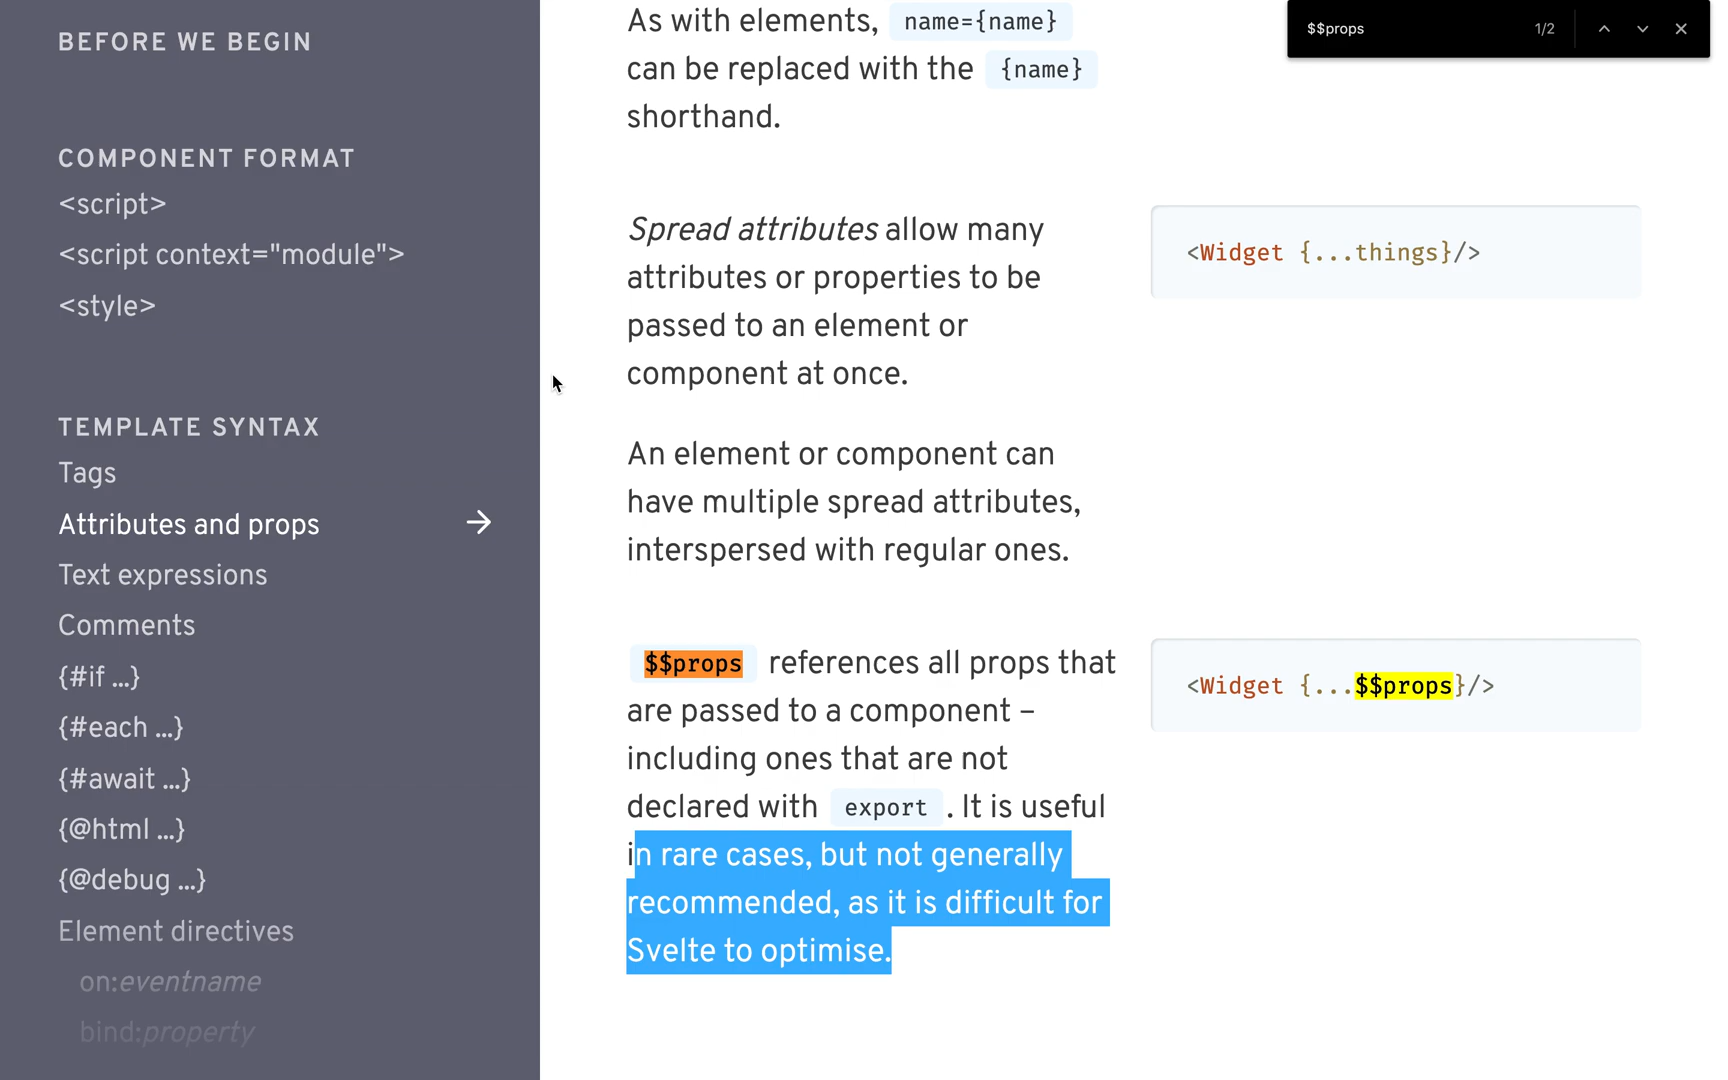 BEFORE WE BEGIN
COMPONENT FORMAT
<script>
<script context="module">
<style>
TEMPLATE SYNTAX
Tags
Attributes and props
Text expressions
Comments
{#if ...}
{#each ...}
{#await ...}
{@html ...}
{@debug ...}
Element directives
on:eventname
bind:property
As with elements, name={name}
can be replaced with the {name}
shorthand.
Spread attributes allow many
attributes or properties to be
passed to an element or
component at once.
An element or component can
have multiple spread attributes,
interspersed with regular ones.
$$props references all props that
are passed to a component –
including ones that are not
declared with export. It is useful
in rare cases, but not generally
recommended, as it is difficult for
Svelte to optimise.
<Widget {...things}/>
<Widget {...$$props}/>
$$props 1/2